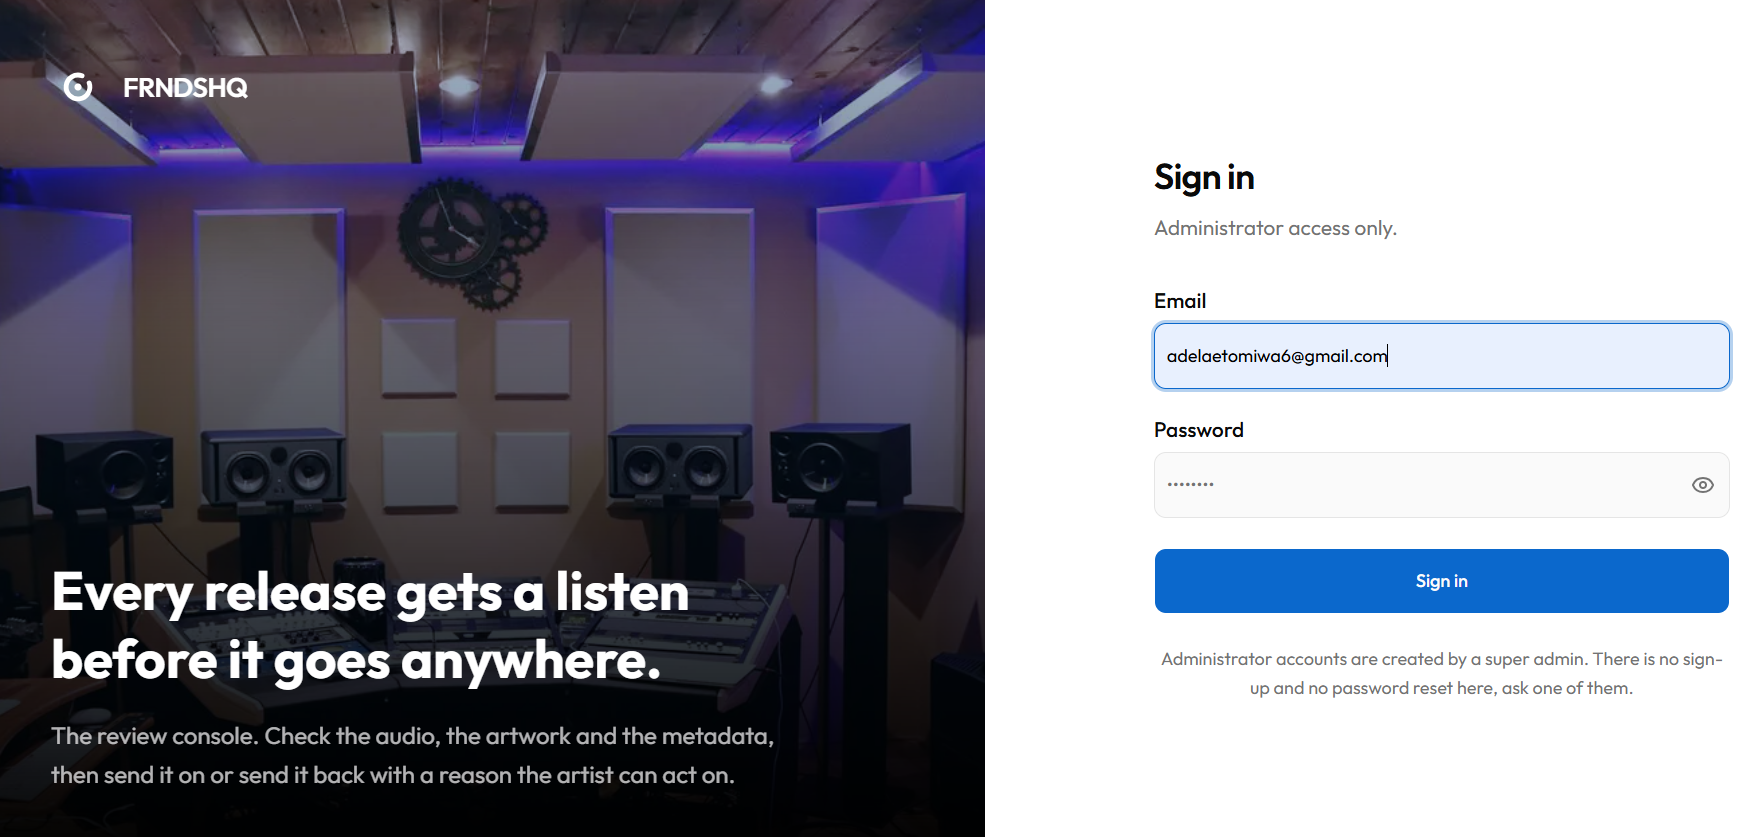 FRNDSHQ
Every release gets a listen
before it goes anywhere.
The review console. Check the audio, the artwork and the metadata,
then send it on or send it back with a reason the artist can act on.
Sign in
Administrator access only.
Email
adelaetomiwa6@gmail.com
Password
••••••••
Sign in
Administrator accounts are created by a super admin. There is no sign-
up and no password reset here, ask one of them.